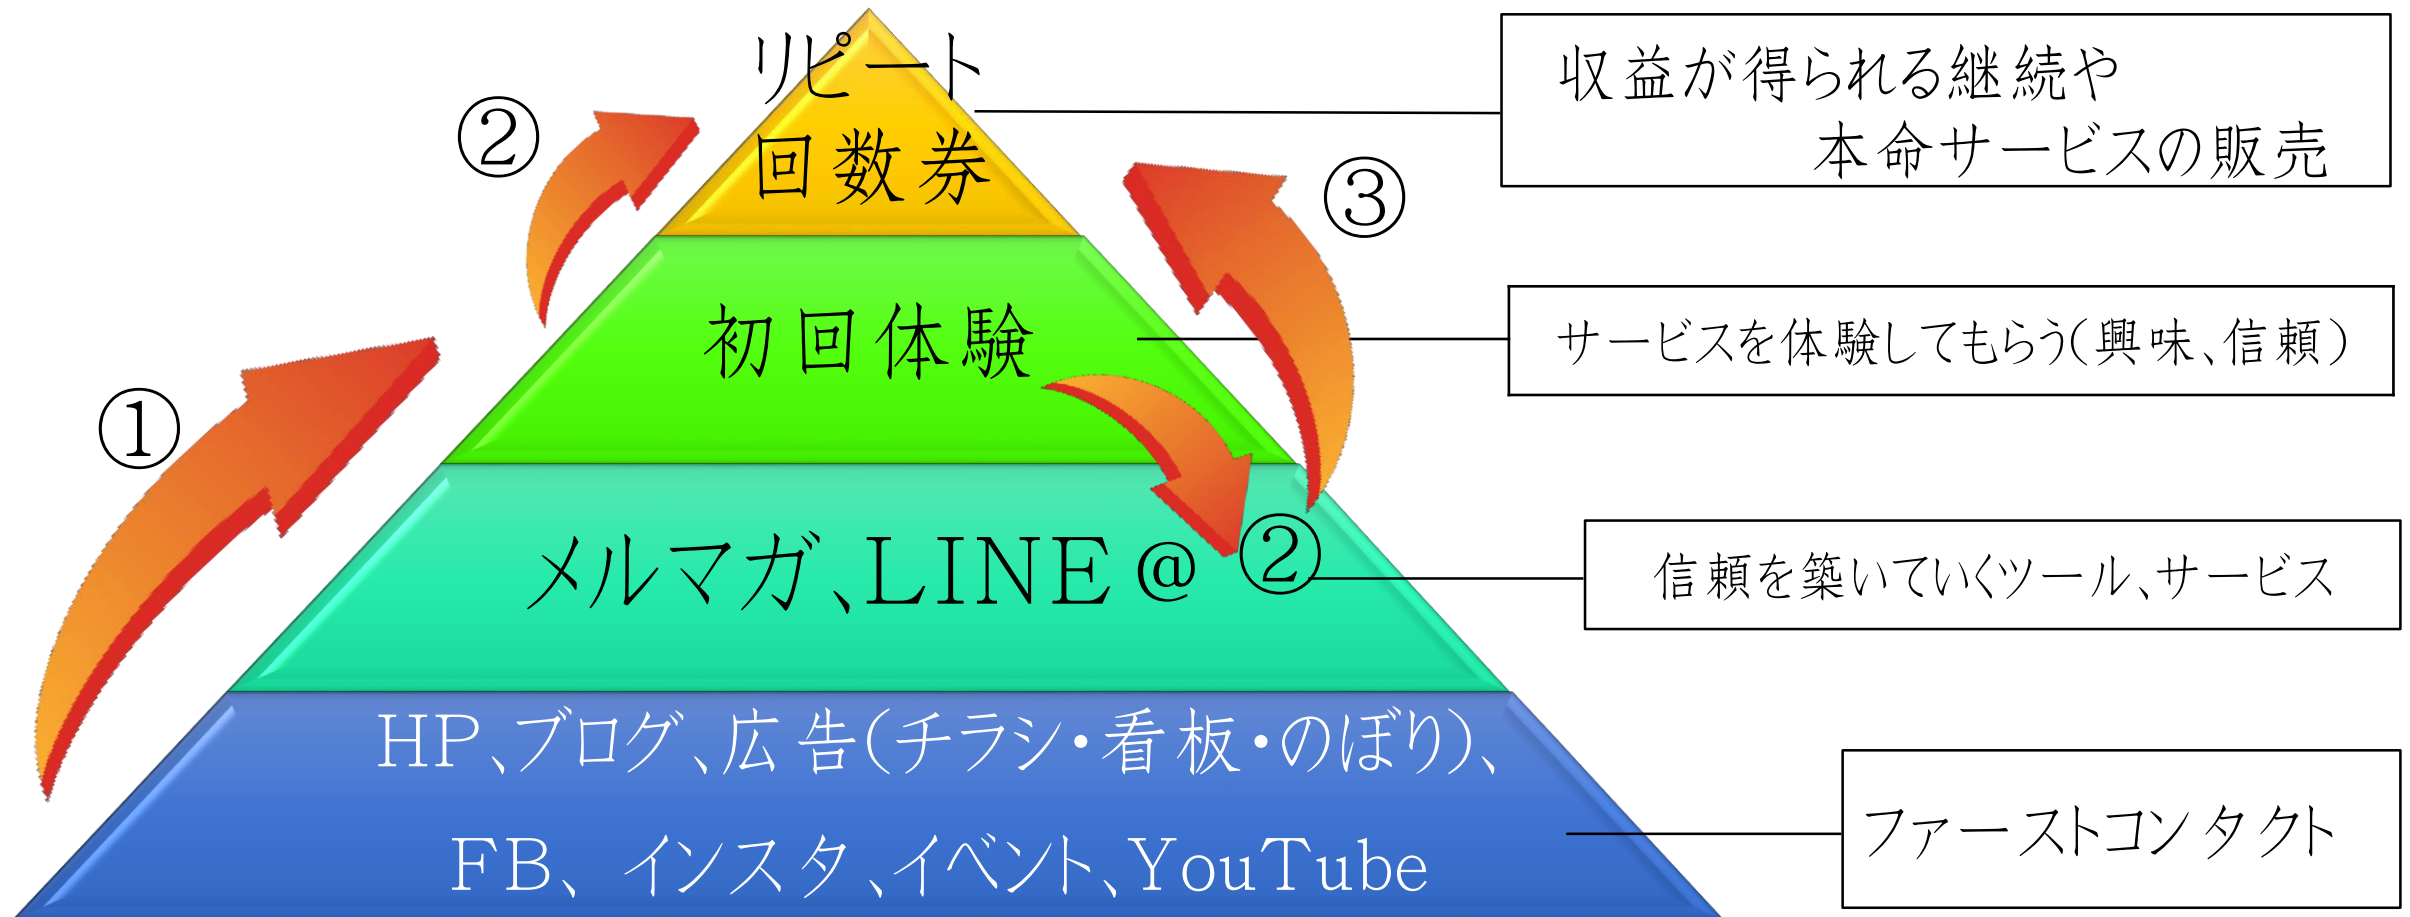 リピート
回数券
収益が得られる継続や
本命サービスの販売
②
③
初回体験
サービスを体験してもらう(興味、信頼)
①
メルマガ、LINE@
②
信頼を築いていくツール、サービス
HP、ブログ、広告(チラシ・看板・のぼり)、
FB、インスタ、イベント、YouTube
ファーストコンタクト